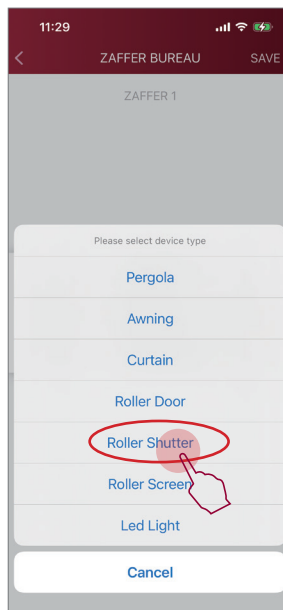 11:29
ZAFFER BUREAU SAVE
ZAFFER 1
Please select device type
Pergola
Awning
Curtain
Roller Door
Roller Shutter
Roller Screen
Led Light
Cancel